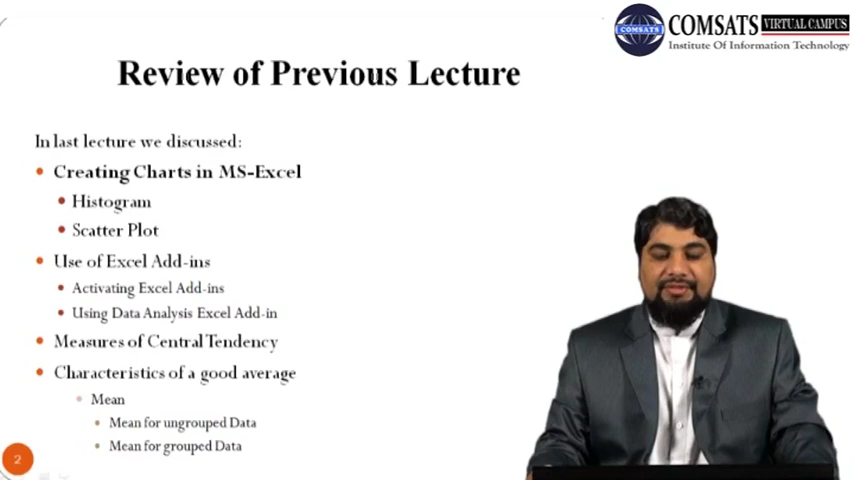 COMSATS VIRTUAL CAMPUS
Institute Of Information Technology
Review of Previous Lecture
In last lecture we discussed:
Creating Charts in MS-Excel
Histogram
Scatter Plot
Use of Excel Add-ins
Activating Excel Add-ins
Using Data Analysis Excel Add-in
Measures of Central Tendency
Characteristics of a good average
Mean
Mean for ungrouped Data
Mean for grouped Data
2